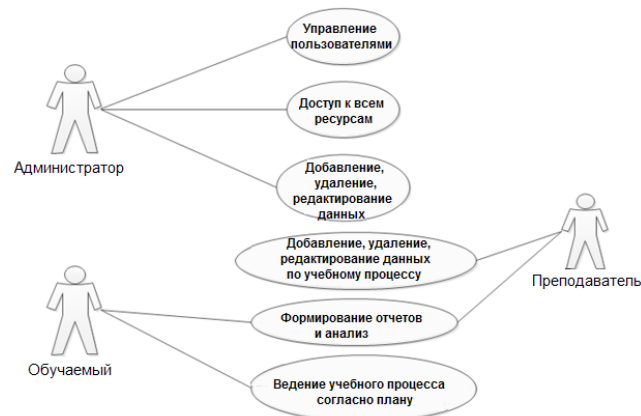 Управление
пользователями
Доступ к всем
ресурсам
Администратор
Добавление,
удаление,
редактирование
данных
Добавление, удаление,
редактирование данных
по учебному процессу
Преподаватель
Формирование отчетов
и анализ
Обучаемый
Ведение учебного процесса
согласно плану